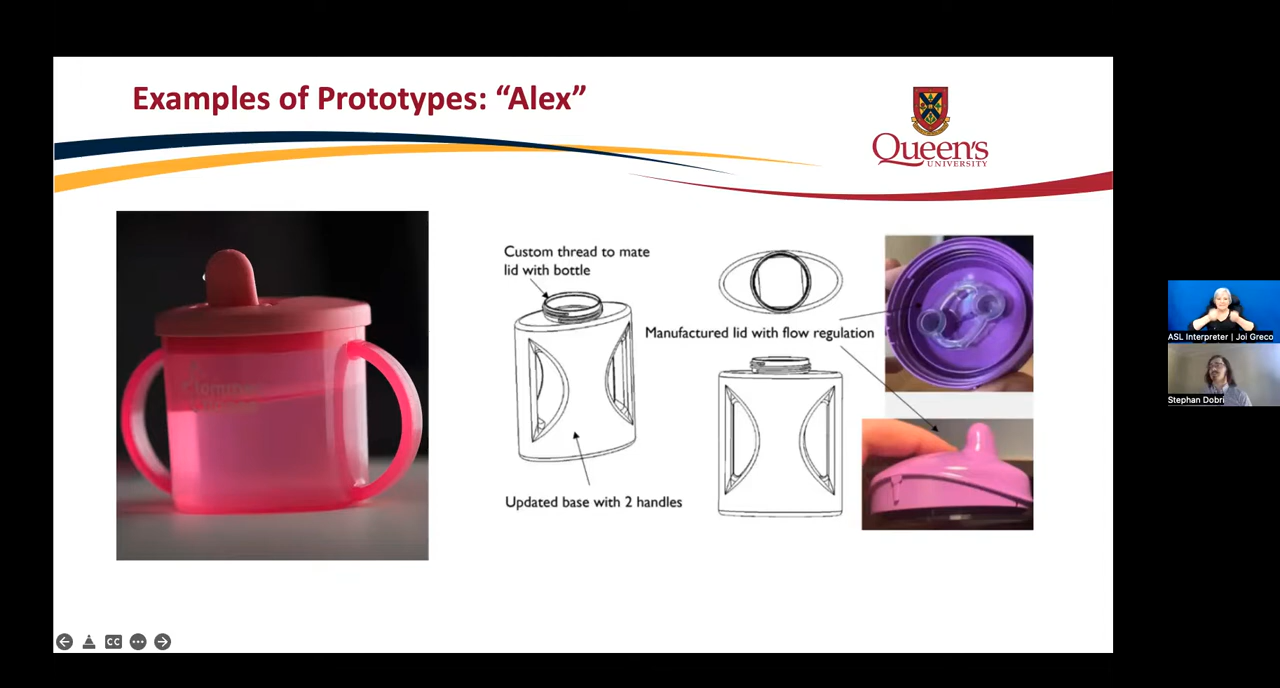 Examples of Prototypes: “Alex”
Queen's
UNIVERSITY
Custom thread to mate
lid with bottle
Manufactured lid with flow regulation
Updated base with 2 handles
CC
ASL Interpreter | Jol Greco
Stephan Dobri